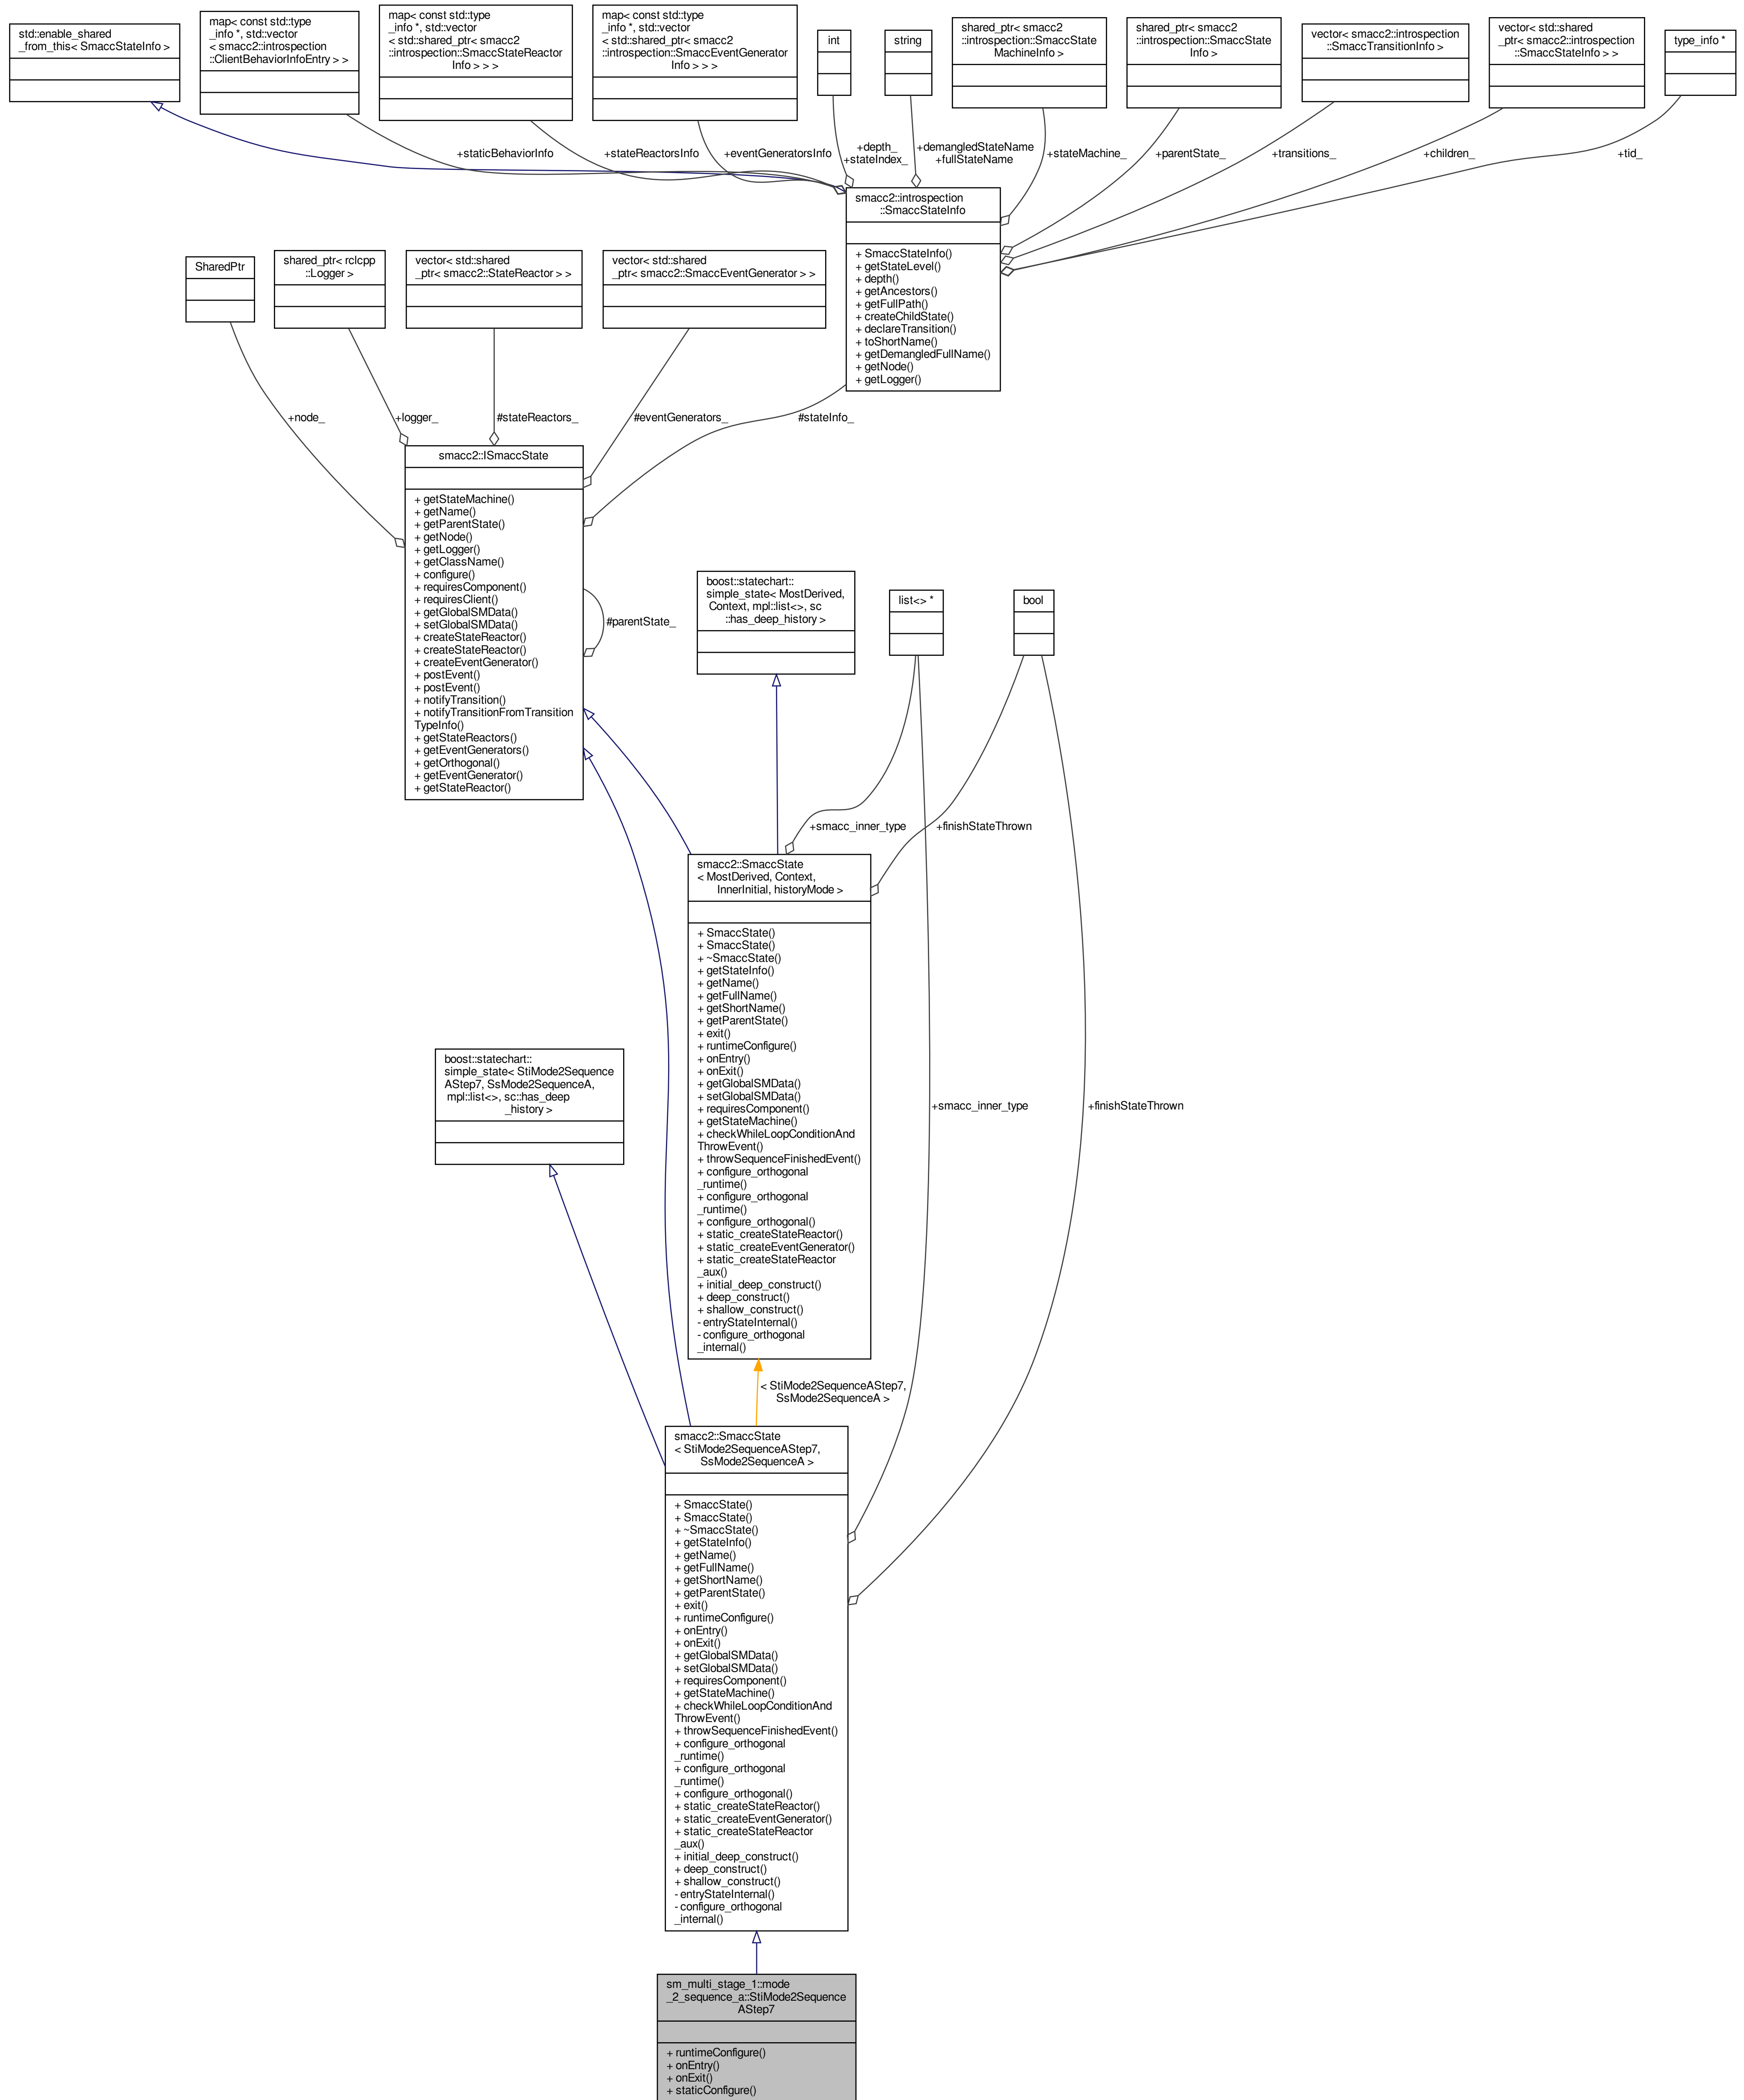 std::enable_shared
_from_this< SmaccStateInfo >
map< const std::type
_info *, std::vector
< smacc2::introspection
::ClientBehaviorInfoEntry > >
map< const std::type
_info *, std::vector
< std::shared_ptr< smacc2
::introspection::SmaccStateReactor
Info > > >
map< const std::type
_info *, std::vector
< std::shared_ptr< smacc2
::introspection::SmaccEventGenerator
Info > > >
int
string
shared_ptr< smacc2
::introspection::SmaccState
MachineInfo >
shared_ptr< smacc2
::introspection::SmaccState
Info >
vector< smacc2::introspection
::SmaccTransitionInfo >
vector< std::shared
_ptr< smacc2::introspection
::SmaccStateInfo > >
type_info *
+staticBehaviorInfo
+stateReactorsInfo
+eventGeneratorsInfo
+depth_
+stateIndex_
+demangledStateName
+fullStateName
+stateMachine_
+parentState_
+transitions_
+children_
+tid_
smacc2::introspection
::SmaccStateInfo
+ SmaccStateInfo()
+ getStateLevel()
+ depth()
+ getAncestors()
+ getFullPath()
+ createChildState()
+ declareTransition()
+ toShortName()
+ getDemangledFullName()
+ getNode()
+ getLogger()
SharedPtr
shared_ptr< rclcpp
::Logger >
vector< std::shared
_ptr< smacc2::StateReactor > >
vector< std::shared
_ptr< smacc2::SmaccEventGenerator > >
+node_
+logger_
#stateReactors_
#eventGenerators_
#stateInfo_
smacc2::ISmaccState
+ getStateMachine()
+ getName()
+ getParentState()
+ getNode()
+ getLogger()
+ getClassName()
+ configure()
+ requiresComponent()
+ requiresClient()
+ getGlobalSMData()
+ setGlobalSMData()
+ createStateReactor()
+ createStateReactor()
+ createEventGenerator()
+ postEvent()
+ postEvent()
+ notifyTransition()
+ notifyTransitionFromTransition
TypeInfo()
+ getStateReactors()
+ getEventGenerators()
+ getOrthogonal()
+ getEventGenerator()
+ getStateReactor()
#parentState_
boost::statechart::
simple_state< MostDerived,
Context, mpl::list<>, sc
::has_deep_history >
list<> *
bool
+smacc_inner_type
+finishStateThrown
smacc2::SmaccState
< MostDerived, Context,
InnerInitial, historyMode >
+ SmaccState()
+ SmaccState()
+ ~SmaccState()
+ getStateInfo()
+ getName()
+ getFullName()
+ getShortName()
+ getParentState()
+ exit()
+ runtimeConfigure()
+ onEntry()
+ onExit()
+ getGlobalSMData()
+ setGlobalSMData()
+ requiresComponent()
+ getStateMachine()
+ checkWhileLoopConditionAnd
ThrowEvent()
+ throwSequenceFinishedEvent()
+ configure_orthogonal
_runtime()
+ configure_orthogonal
_runtime()
+ configure_orthogonal()
+ static_createStateReactor()
+ static_createEventGenerator()
+ static_createStateReactor
_aux()
+ initial_deep_construct()
+ deep_construct()
+ shallow_construct()
- entryStateInternal()
- configure_orthogonal
_internal()
boost::statechart::
simple_state< StiMode2Sequence
AStep7, SsMode2SequenceA,
mpl::list<>, sc::has_deep
_history >
+smacc_inner_type
+finishStateThrown
< StiMode2SequenceAStep7,
SsMode2SequenceA >
smacc2::SmaccState
< StiMode2SequenceAStep7,
SsMode2SequenceA >
+ SmaccState()
+ SmaccState()
+ ~SmaccState()
+ getStateInfo()
+ getName()
+ getFullName()
+ getShortName()
+ getParentState()
+ exit()
+ runtimeConfigure()
+ onEntry()
+ onExit()
+ getGlobalSMData()
+ setGlobalSMData()
+ requiresComponent()
+ getStateMachine()
+ checkWhileLoopConditionAnd
ThrowEvent()
+ throwSequenceFinishedEvent()
+ configure_orthogonal
_runtime()
+ configure_orthogonal
_runtime()
+ configure_orthogonal()
+ static_createStateReactor()
+ static_createEventGenerator()
+ static_createStateReactor
_aux()
+ initial_deep_construct()
+ deep_construct()
+ shallow_construct()
- entryStateInternal()
- configure_orthogonal
_internal()
sm_multi_stage_1::mode
_2_sequence_a::StiMode2Sequence
AStep7
+ runtimeConfigure()
+ onEntry()
+ onExit()
+ staticConfigure()